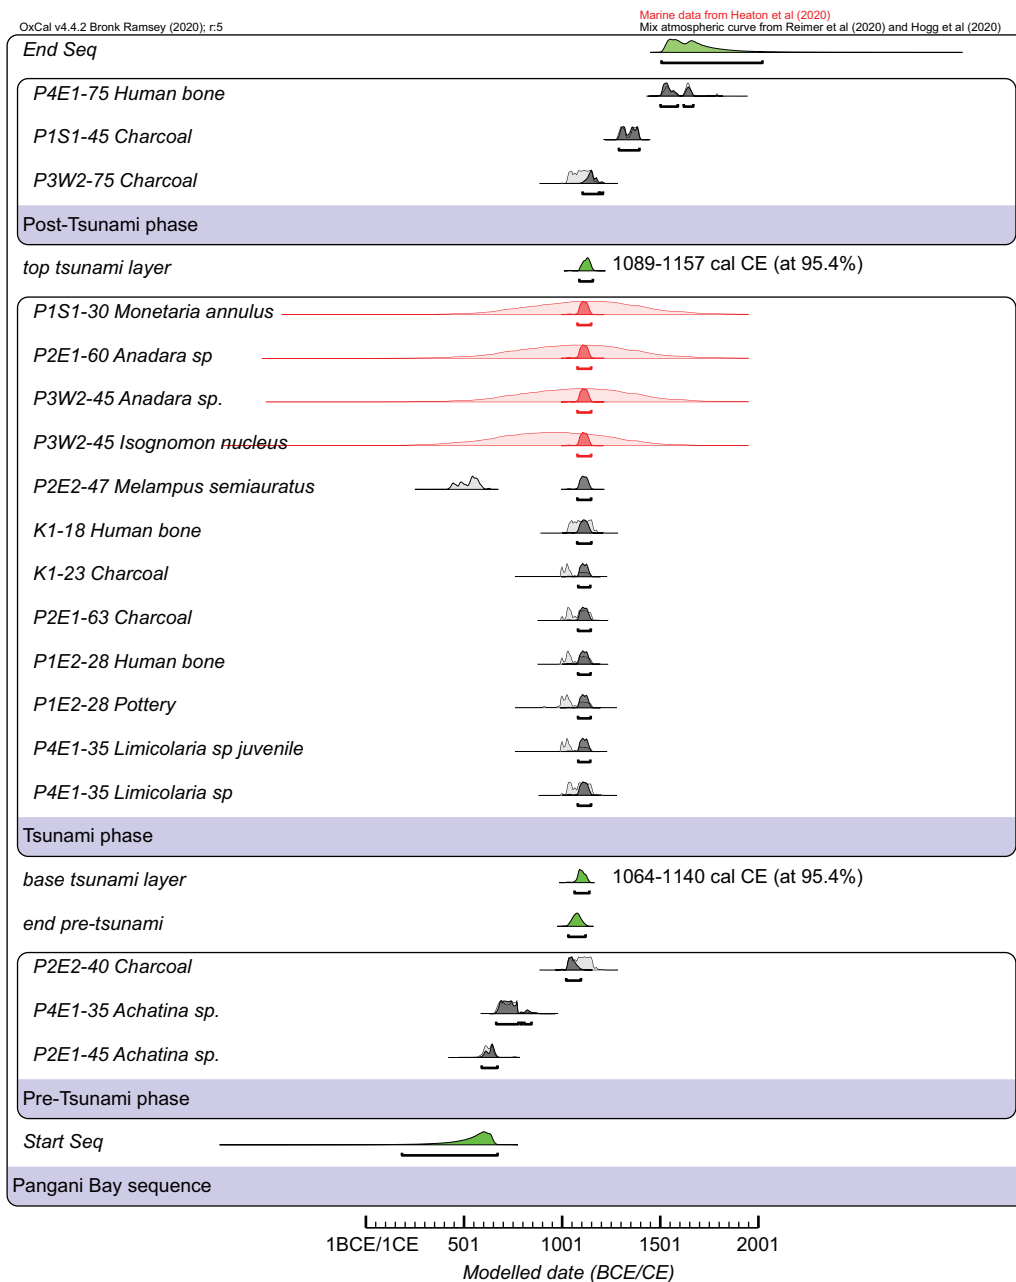 OxCal v4.4.2 Bronk Ramsey (2020); r:5
Marine data from Heaton et al (2020)
Mix atmospheric curve from Reimer et al (2020) and Hogg et al (2020)
End Seq
P4E1-75 Human bone
P1S1-45 Charcoal
P3W2-75 Charcoal
Post-Tsunami phase
top tsunami layer 1089-1157 cal CE (at 95.4%)
P1S1-30 Monetaria annulus
P2E1-60 Anadara sp
P3W2-45 Anadara sp.
P3W2-45 Isognomon nucleus
P2E2-47 Melampus semiauratus
K1-18 Human bone
K1-23 Charcoal
P2E1-63 Charcoal
P1E2-28 Human bone
P1E2-28 Pottery
P4E1-35 Limicolaria sp juvenile
P4E1-35 Limicolaria sp
Tsunami phase
base tsunami layer 1064-1140 cal CE (at 95.4%)
end pre-tsunami
P2E2-40 Charcoal
P4E1-35 Achatina sp.
P2E1-45 Achatina sp.
Pre-Tsunami phase
Start Seq
Pangani Bay sequence
1BCE/1CE 501 1001 1501 2001
Modelled date (BCE/CE)